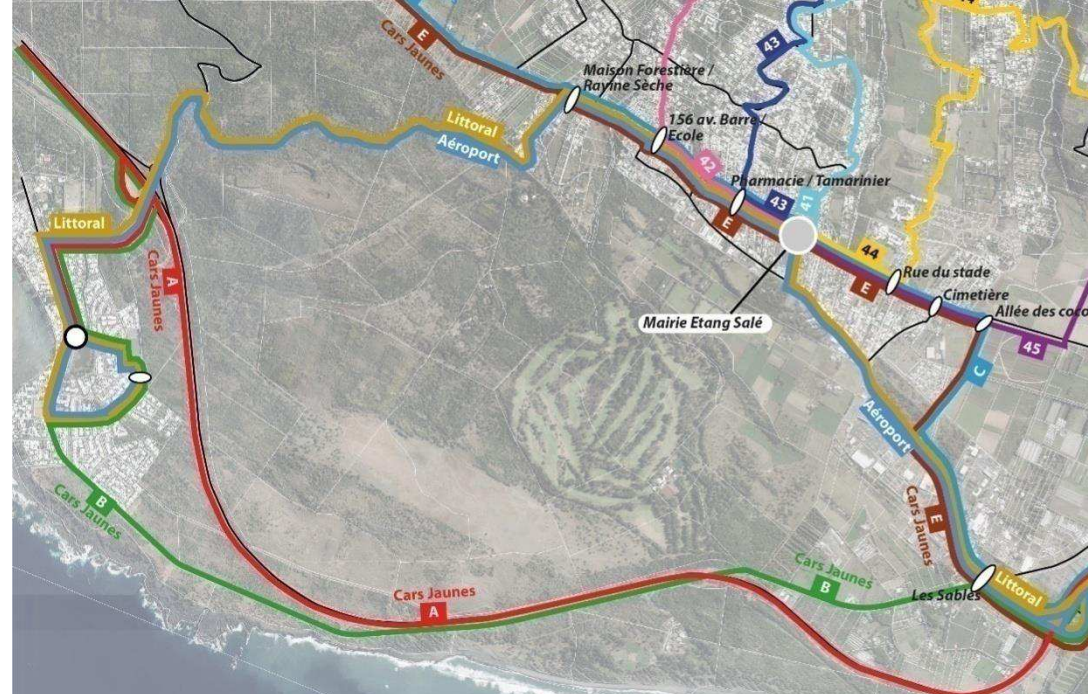 44
43
E
Cars Jaunes
Maison Forestière /
Ravine Sèche
Littoral
Aéroport
156 av. Barre /
Ecole
42
Pharmacie / Tamarinier
43
41
E
Littoral
A
Cars Jaunes
44
Rue du stade
E
Cimetière
Allée des coco
Mairie Etang Salé
45
C
Aéroport
B
Cars Jaunes
E
Cars Jaunes
Cars Jaunes
A
Cars Jaunes
B
Les Sables
Littoral